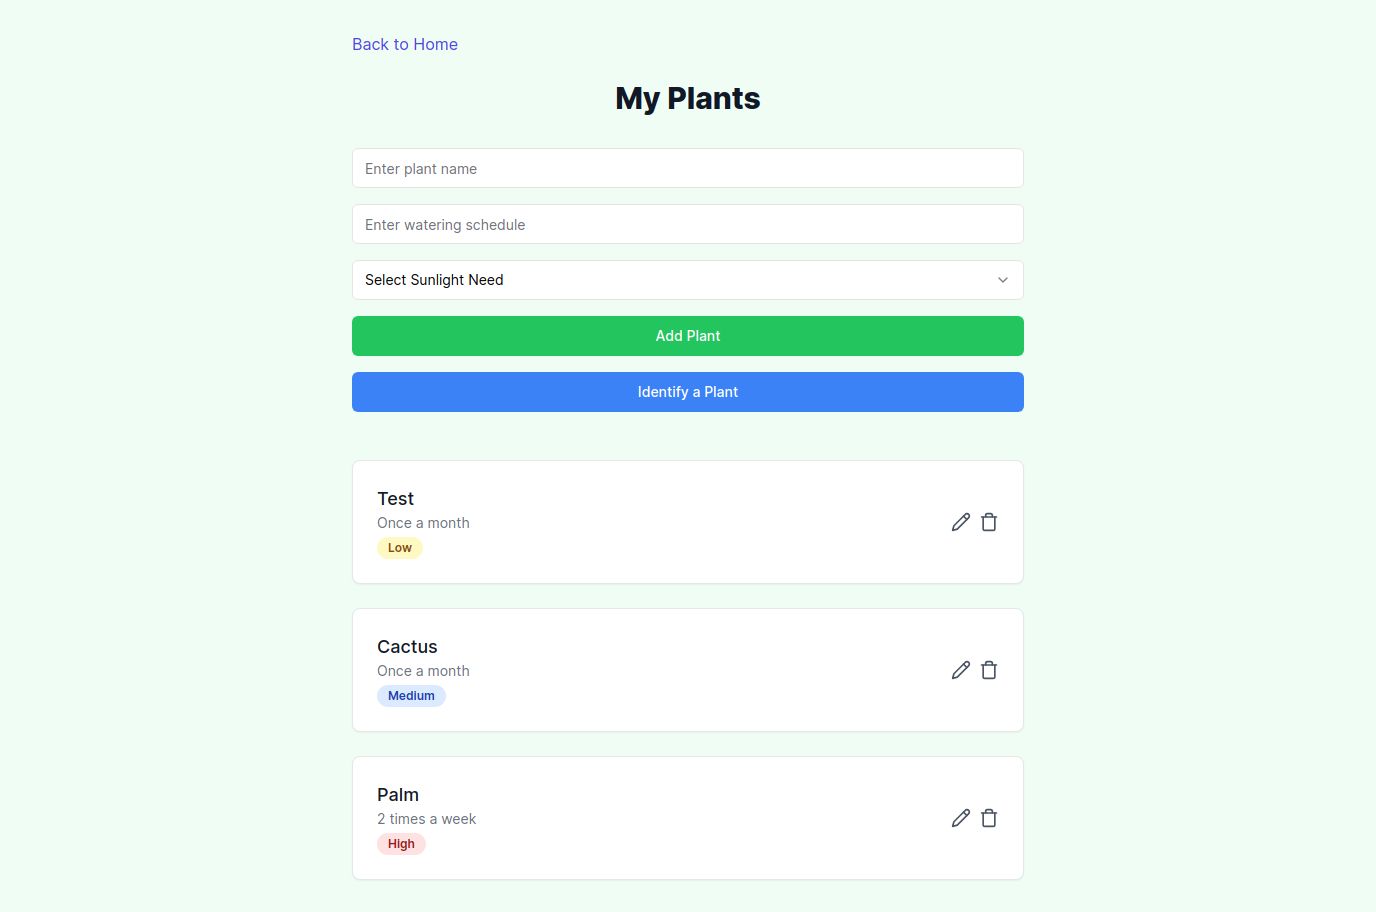 Back to Home
My Plants
Enter plant name
Enter watering schedule
Select Sunlight Need
Add Plant
Identify a Plant
Test
Once a month
Low
Cactus
Once a month
Medium
Palm
2 times a week
High